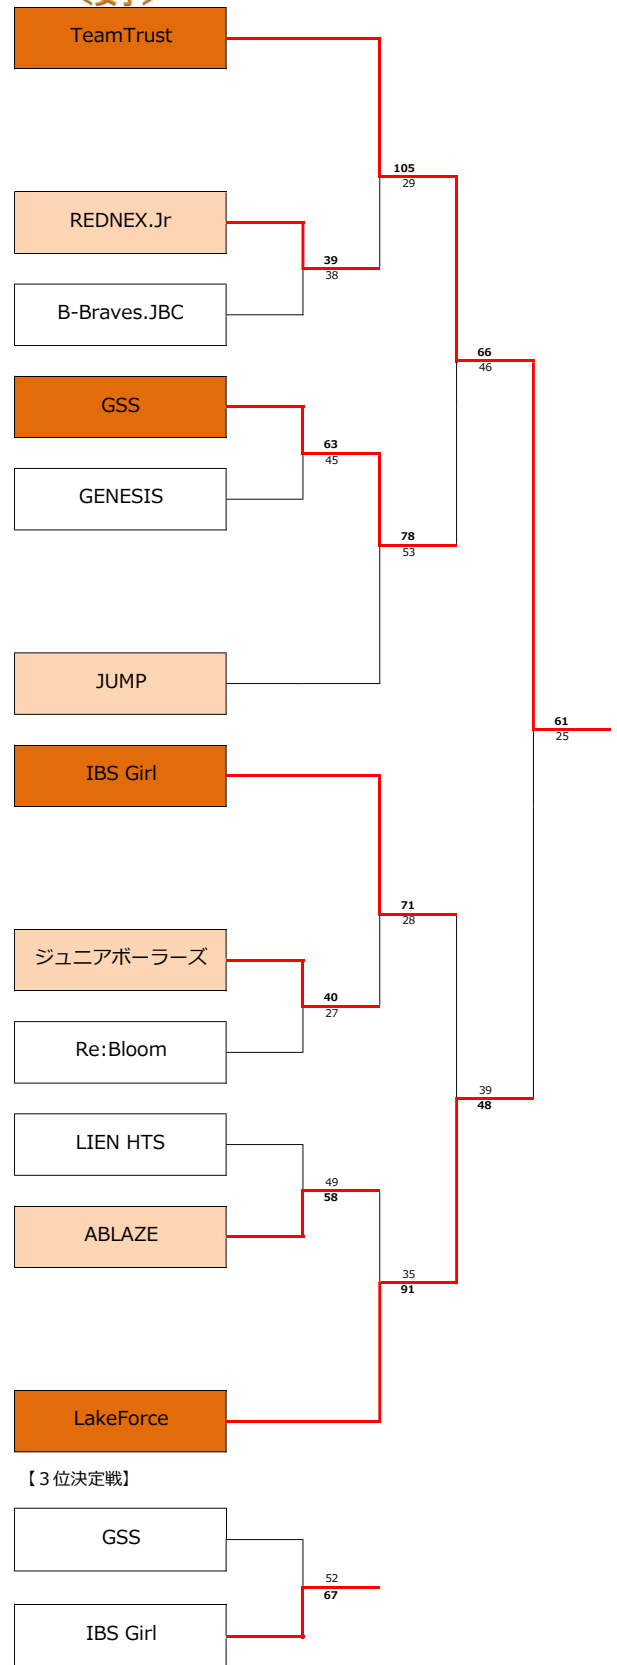 TeamTrust
105
29
REDNEX.Jr
39
38
B-Braves.JBC
66
46
GSS
63
45
GENESIS
78
53
JUMP
61
25
IBS Girl
71
28
ジュニアボーラーズ
40
27
Re:Bloom
39
48
LIEN HTS
49
58
ABLAZE
35
91
LakeForce
【３位決定戦】
GSS
52
67
IBS Girl